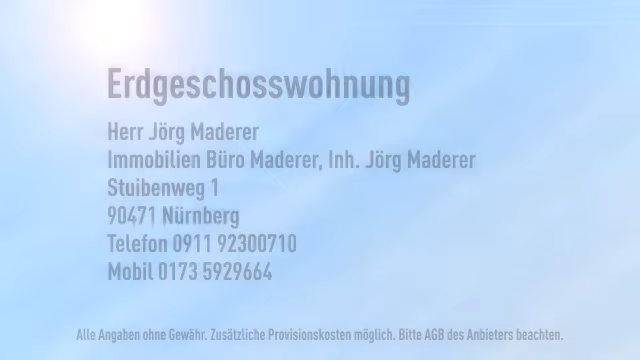 Erdgeschosswohnung
Herr Jörg Maderer
Immobilien Büro Maderer, Inh. Jörg Maderer
Stuibenweg 1
90471 Nürnberg
Telefon 0911 92300710
Mobil 0173 5929664
Alle Angaben ohne Gewähr. Zusätzliche Provisionskosten möglich. Bitte AGB des Anbieters beachten.